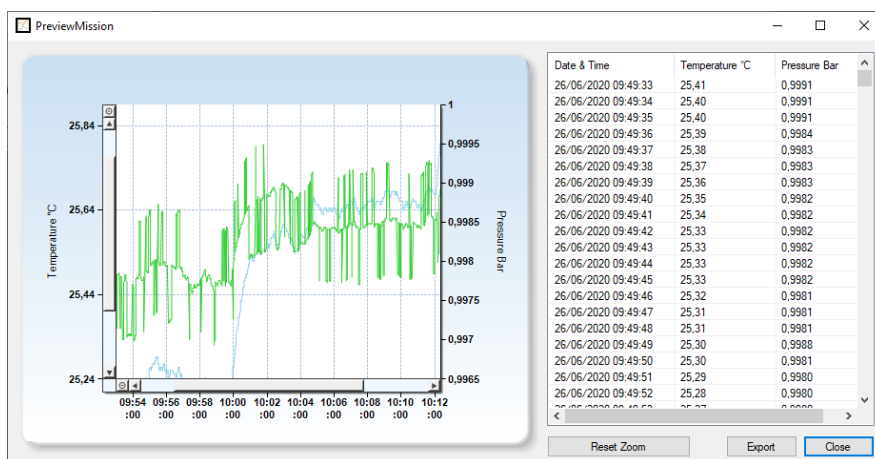 PreviewMission
25,84
25,64
25,44
25,24
Temperature °C
1
0,9995
0,999
0,9985
0,998
0,9975
0,997
0,9965
Pressure Bar
09:54 09:56 09:58 10:00 10:02 10:04 10:06 10:08 10:10 10:12
:00 :00 :00 :00 :00 :00 :00 :00 :00 :00
Date & Time Temperature °C Pressure Bar
26/06/2020 09:49:33 25,41 0,9991
26/06/2020 09:49:34 25,40 0,9991
26/06/2020 09:49:35 25,40 0,9991
26/06/2020 09:49:36 25,39 0,9984
26/06/2020 09:49:37 25,38 0,9983
26/06/2020 09:49:38 25,37 0,9983
26/06/2020 09:49:39 25,36 0,9983
26/06/2020 09:49:40 25,35 0,9982
26/06/2020 09:49:41 25,34 0,9982
26/06/2020 09:49:42 25,33 0,9982
26/06/2020 09:49:43 25,33 0,9982
26/06/2020 09:49:44 25,33 0,9982
26/06/2020 09:49:45 25,33 0,9982
26/06/2020 09:49:46 25,32 0,9981
26/06/2020 09:49:47 25,31 0,9981
26/06/2020 09:49:48 25,31 0,9981
26/06/2020 09:49:49 25,30 0,9988
26/06/2020 09:49:50 25,30 0,9981
26/06/2020 09:49:51 25,29 0,9980
26/06/2020 09:49:52 25,28 0,9980
Reset Zoom Export Close